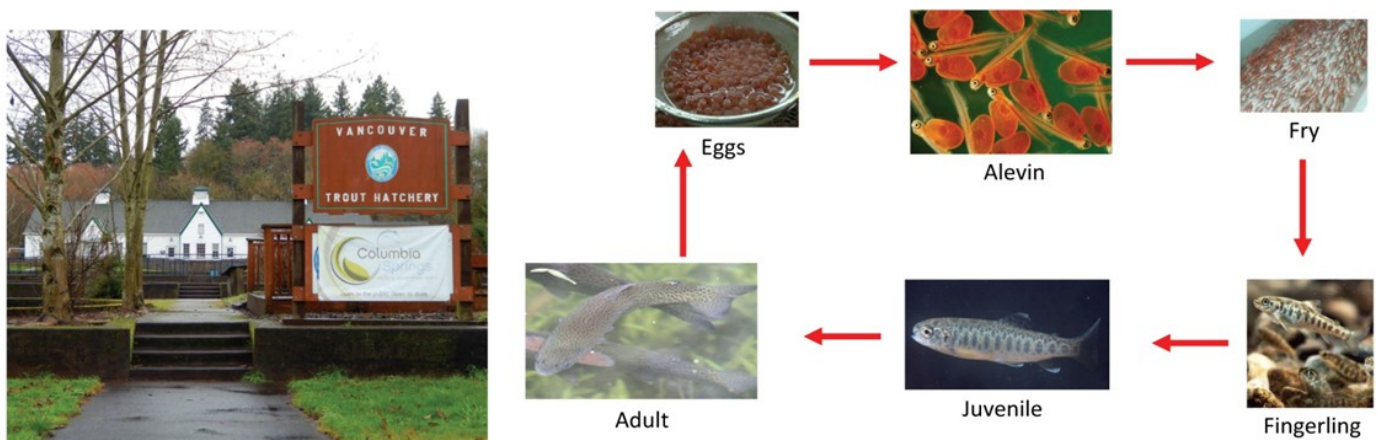 VANCOUVER
TROUT HATCHERY
Columbia
Springs
Eggs
Alevin
Fry
Fingerling
Juvenile
Adult